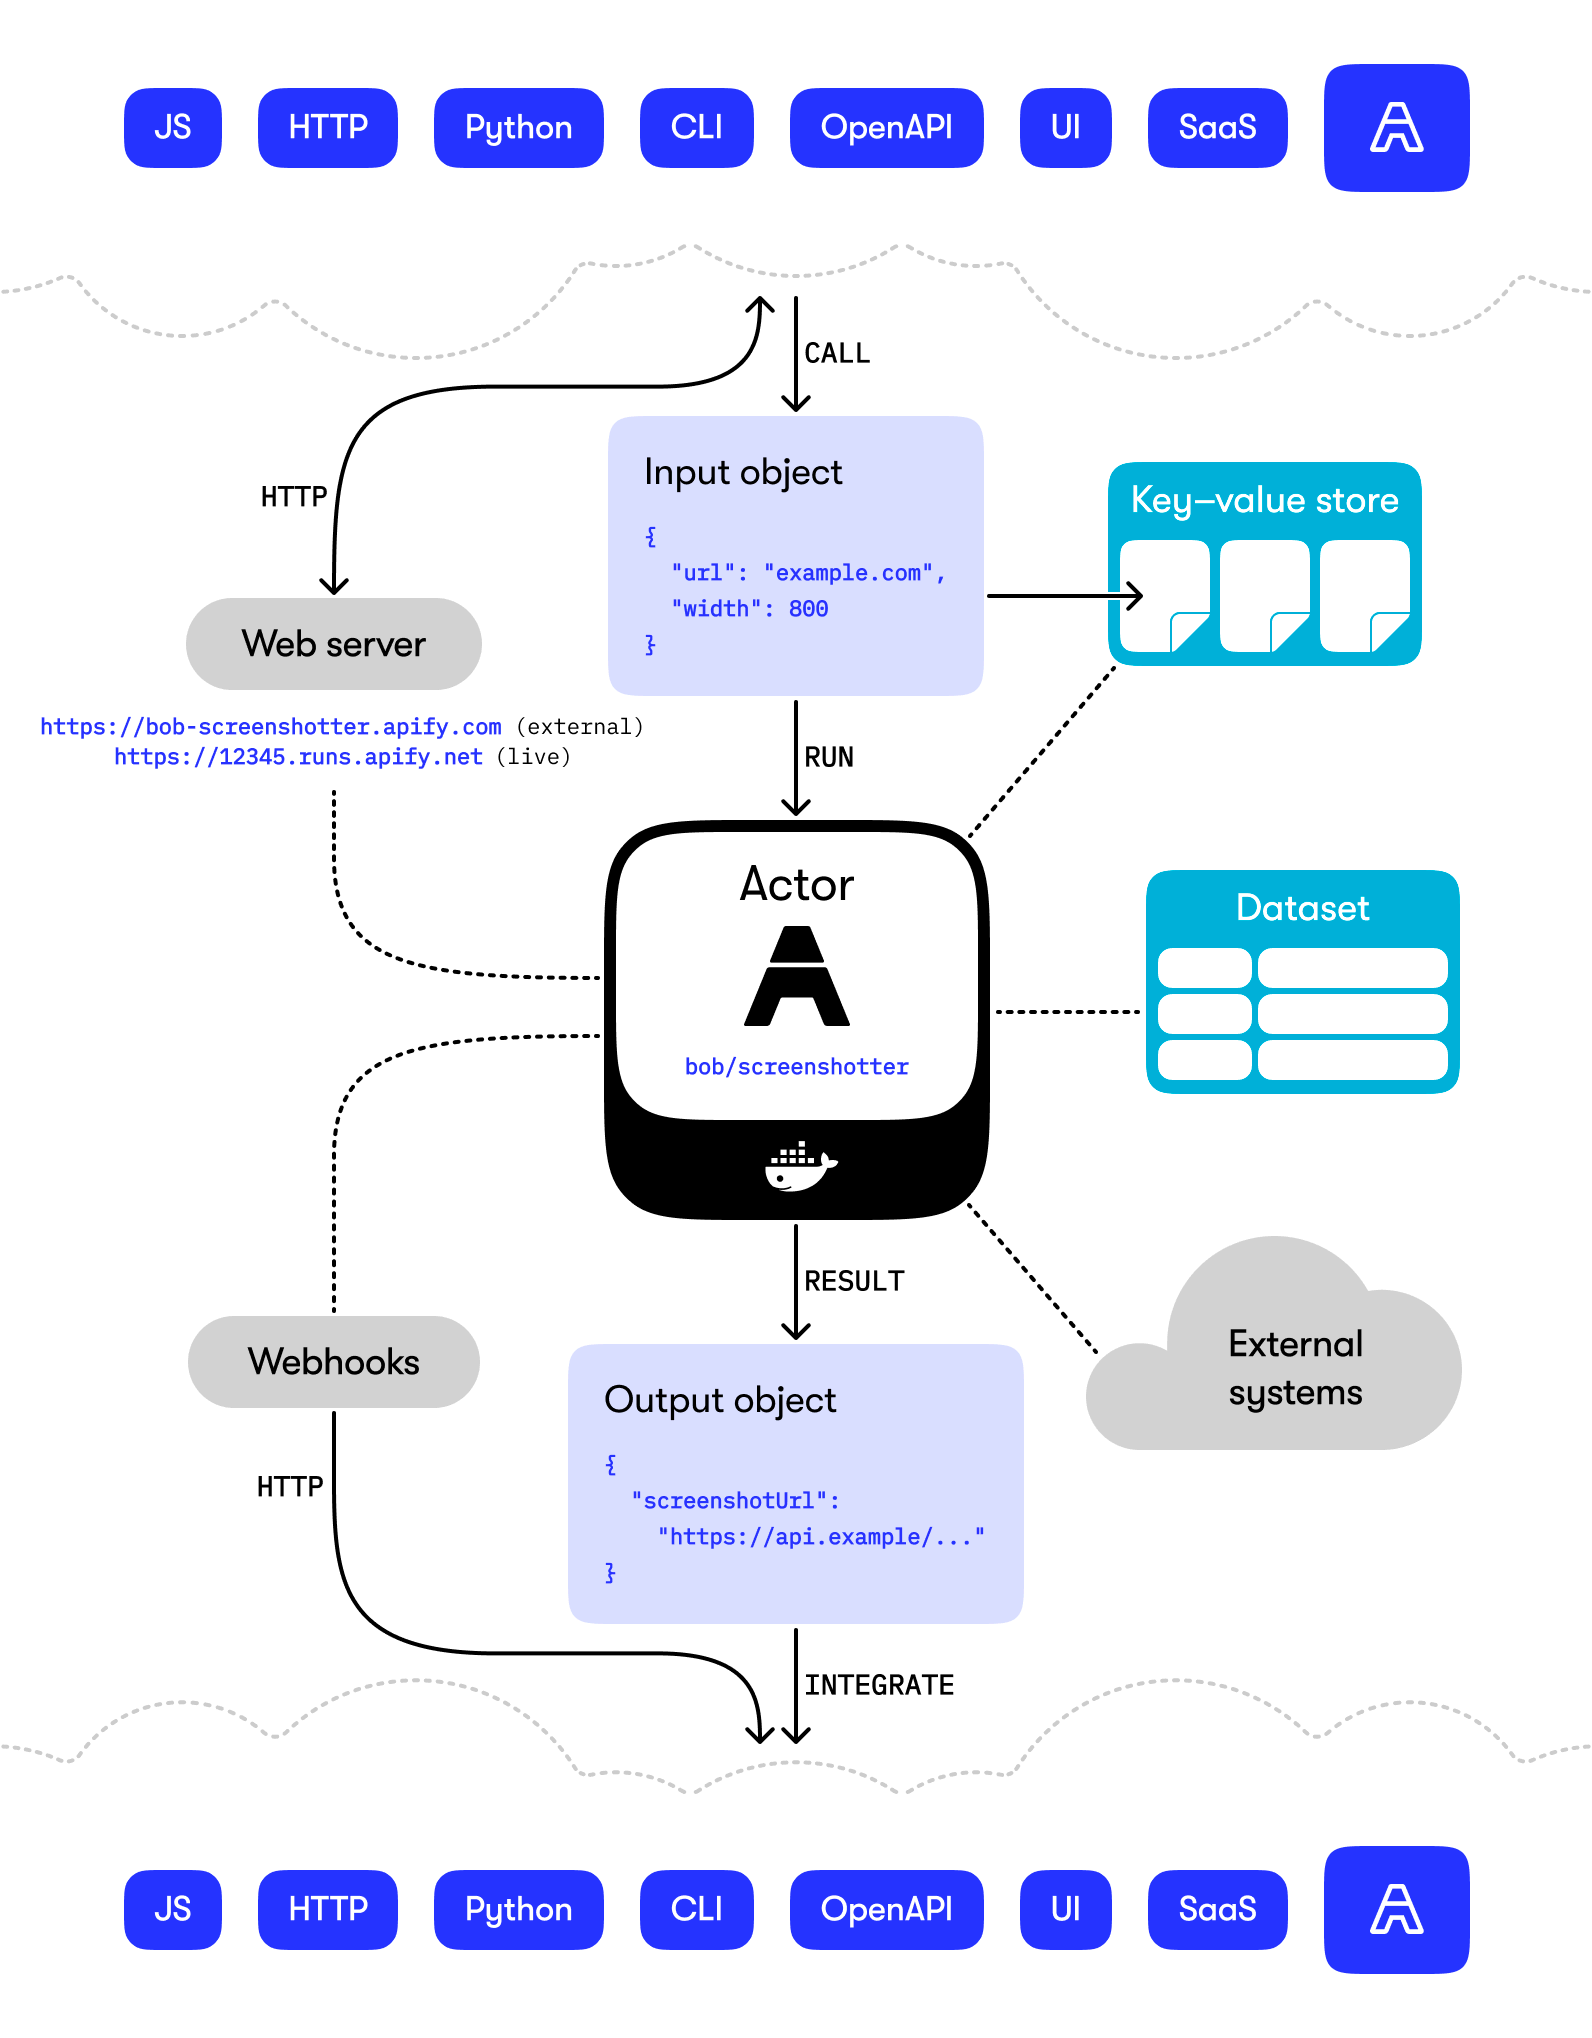 JS HTTP Python CLI OpenAPI UI SaaS
CALL
HTTP
Input object
{
"url": "example.com",
"width": 800
}
Key–value store
Web server
https://bob-screenshotter.apify.com (external)
https://12345.runs.apify.net (live)
RUN
Actor
bob/screenshotter
Dataset
RESULT
External
systems
Webhooks
HTTP
Output object
{
"screenshotUrl":
"https://api.example/..."
}
INTEGRATE
JS HTTP Python CLI OpenAPI UI SaaS